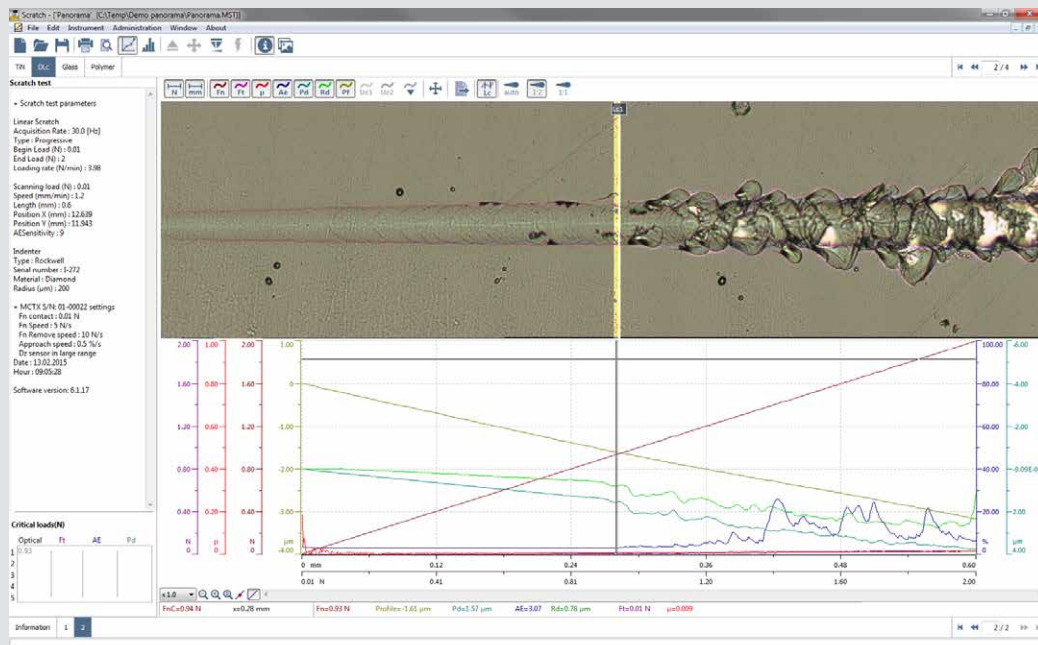 Scratch - ['Panorama' (C:\Temp\Demo panorama\Panorama.MST)]
File Edit Instrument Administration Window About
TiN DLC Glass Polymer
2 / 4
Scratch test
N mm Fn Ft μ Ae Pd Rd Pf Uc1 Uc2 Lc auto 1:2 1:1
Scratch test parameters
Linear Scratch
Acquisition Rate : 30.0 [Hz]
Type : Progressive
Begin Load (N) : 0.01
End Load (N) : 2
Loading rate (N/min) : 3.98
Scanning load (N) : 0.01
Speed (mm/min) : 1.2
Length (mm) : 0.6
Position X (mm) : 12.639
Position Y (mm) : 11.943
AESensitivity : 9
Indenter
Type : Rockwell
Serial number : I-272
Material : Diamond
Radius (μm) : 200
MCTX S/N: 01-00022 settings
Fn contact : 0.01 N
Fn Speed : 5 N/s
Fn Remove speed : 10 N/s
Approach speed : 0.5 %/s
Dz sensor in large range
Date : 13.02.2015
Hour : 09:05:28
Software version: 6.1.17
2.00 1.00 2.00 1.00 100.00 -6.00
1.60 0.80 1.60 0 80.00 -4.00
1.20 0.60 1.20 -1.00 60.00 -2.00
0.80 0.40 0.80 -2.00 40.00 -0.09E
0.40 0.20 0.40 -3.00 20.00 2.00
N μ N μm % μm
0 0 0 -4.00 0 4.00
0 mm 0.12 0.24 0.36 0.48 0.60
0.01 N 0.41 0.81 1.20 1.60 2.00
Critical loads(N)
Optical Ft AE Pd
1 0.93
2
3
4
5
x1.0
FnC=0.94 N x=0.28 mm Fn=0.93 N Profile=-1.61 μm Pd=1.57 μm AE=3.07 Rd=0.78 μm Ft=0.01 N μ=0.009
Information 1 2
2 / 2